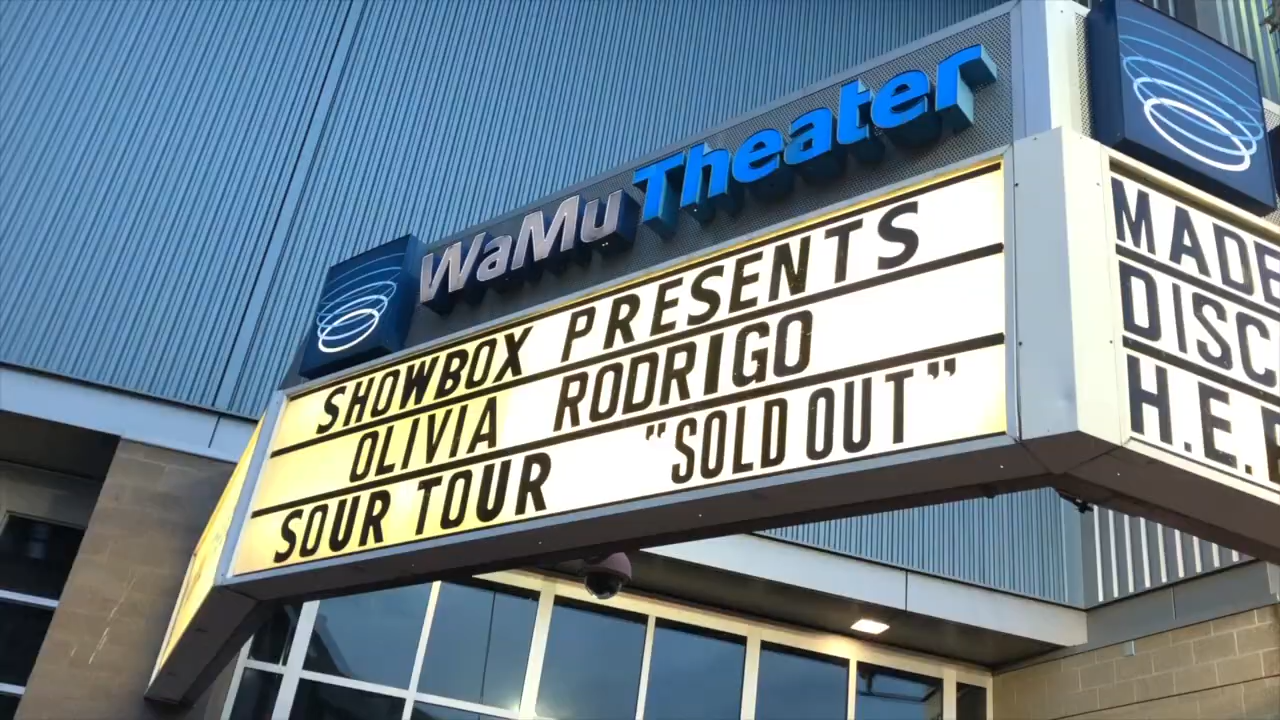 WaMu Theater
SHOWBOX PRESENTS
OLIVIA RODRIGO
SOUR TOUR "SOLD OUT"
MADE
DISC
H.E.